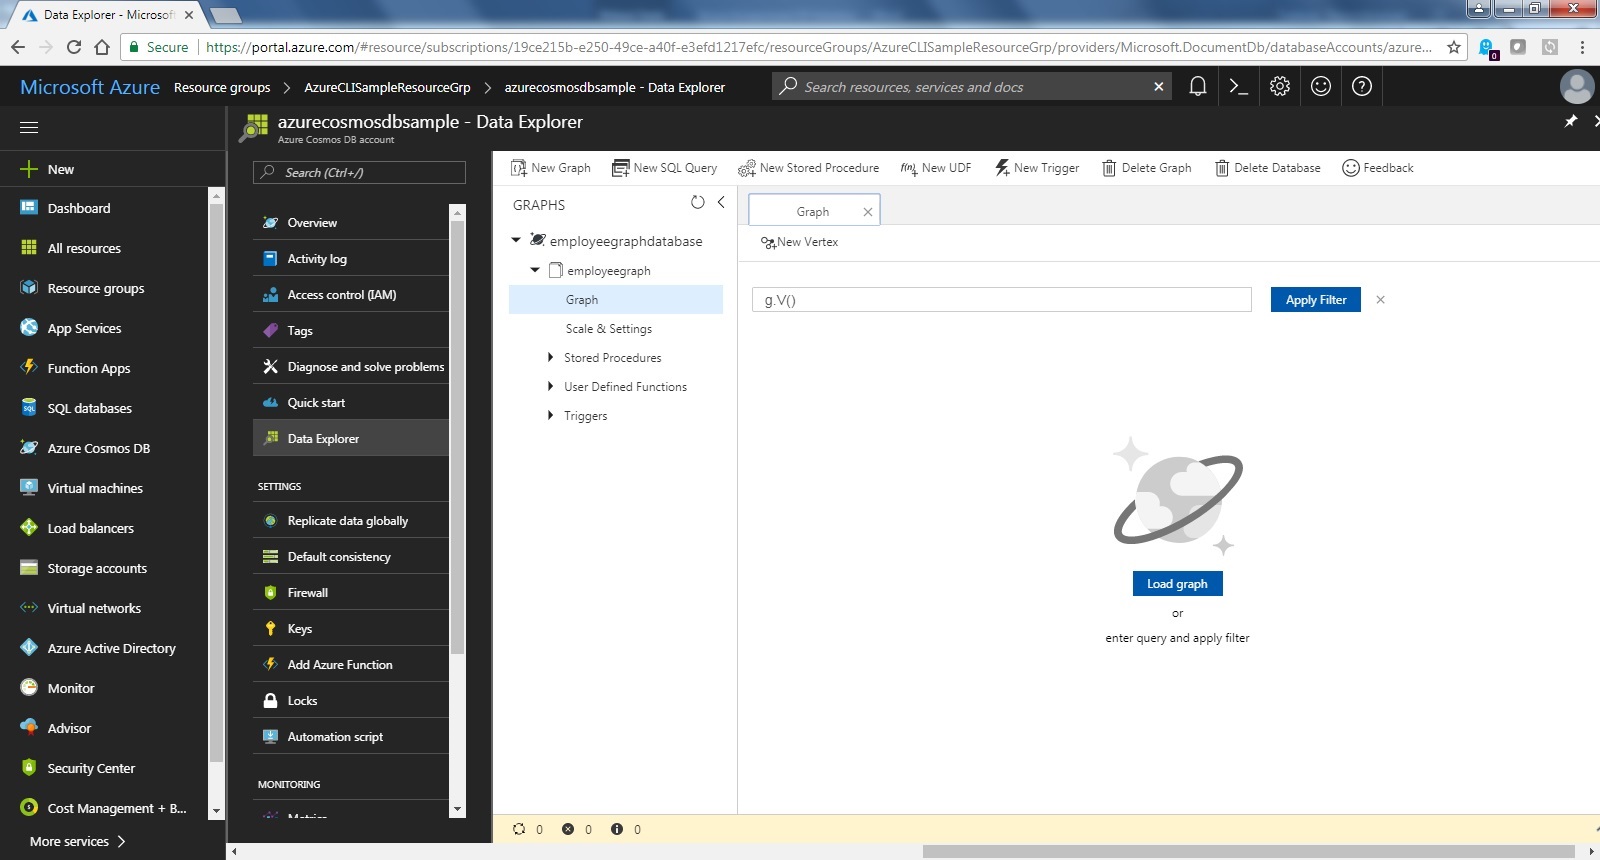 Data Explorer - Microsof
Secure
https://portal.azure.com/#resource/subscriptions/19ce215b-e250-49ce-a40f-e3efd1217efc/resourceGroups/AzureCLISampleResourceGrp/providers/Microsoft.DocumentDb/databaseAccounts/azure...
0
Microsoft Azure
Resource groups
AzureCLISampleResourceGrp
azurecosmosdbsample - Data Explorer
Search resources, services and docs
New
Dashboard
All resources
Resource groups
App Services
Function Apps
SQL databases
Azure Cosmos DB
Virtual machines
Load balancers
Storage accounts
Virtual networks
Azure Active Directory
Monitor
Advisor
Security Center
Cost Management + B...
More services
azurecosmosdbsample - Data Explorer
Azure Cosmos DB account
Search (Ctrl+/)
Overview
Activity log
Access control (IAM)
Tags
Diagnose and solve problems
Quick start
Data Explorer
SETTINGS
Replicate data globally
Default consistency
Firewall
Keys
Add Azure Function
Locks
Automation script
MONITORING
Metrics
New Graph
New SQL Query
New Stored Procedure
New UDF
New Trigger
Delete Graph
Delete Database
Feedback
GRAPHS
employeegraphdatabase
employeegraph
Graph
Scale & Settings
Stored Procedures
User Defined Functions
Triggers
Graph
New Vertex
g.V()
Apply Filter
Load graph
or
enter query and apply filter
0
0
0